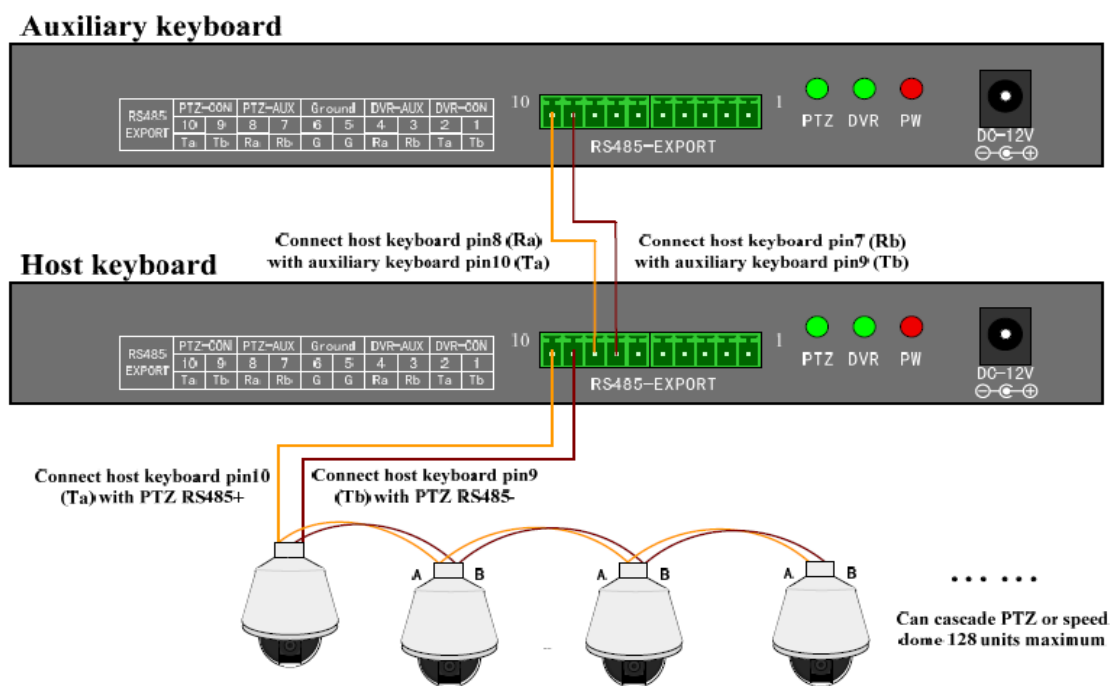 Auxiliary keyboard
RS485 EXPORT
PTZ-CON PTZ-AUX Ground DVR-AUX DVR-CON
10 9 8 7 6 5 4 3 2 1
Ta Tb Ra Rb G G Ra Rb Ta Tb
10 1
RS485-EXPORT
PTZ DVR PW
DC-12V
Connect host keyboard pin8 (Ra)
with auxiliary keyboard pin10 (Ta)
Connect host keyboard pin7 (Rb)
with auxiliary keyboard pin9 (Tb)
Host keyboard
RS485 EXPORT
PTZ-CON PTZ-AUX Ground DVR-AUX DVR-CON
10 9 8 7 6 5 4 3 2 1
Ta Tb Ra Rb G G Ra Rb Ta Tb
10 1
RS485-EXPORT
PTZ DVR PW
DC-12V
Connect host keyboard pin10
(Ta) with PTZ RS485+
Connect host keyboard pin9
(Tb) with PTZ RS485-
A B
A B
A B
... ...
Can cascade PTZ or speed
dome 128 units maximum